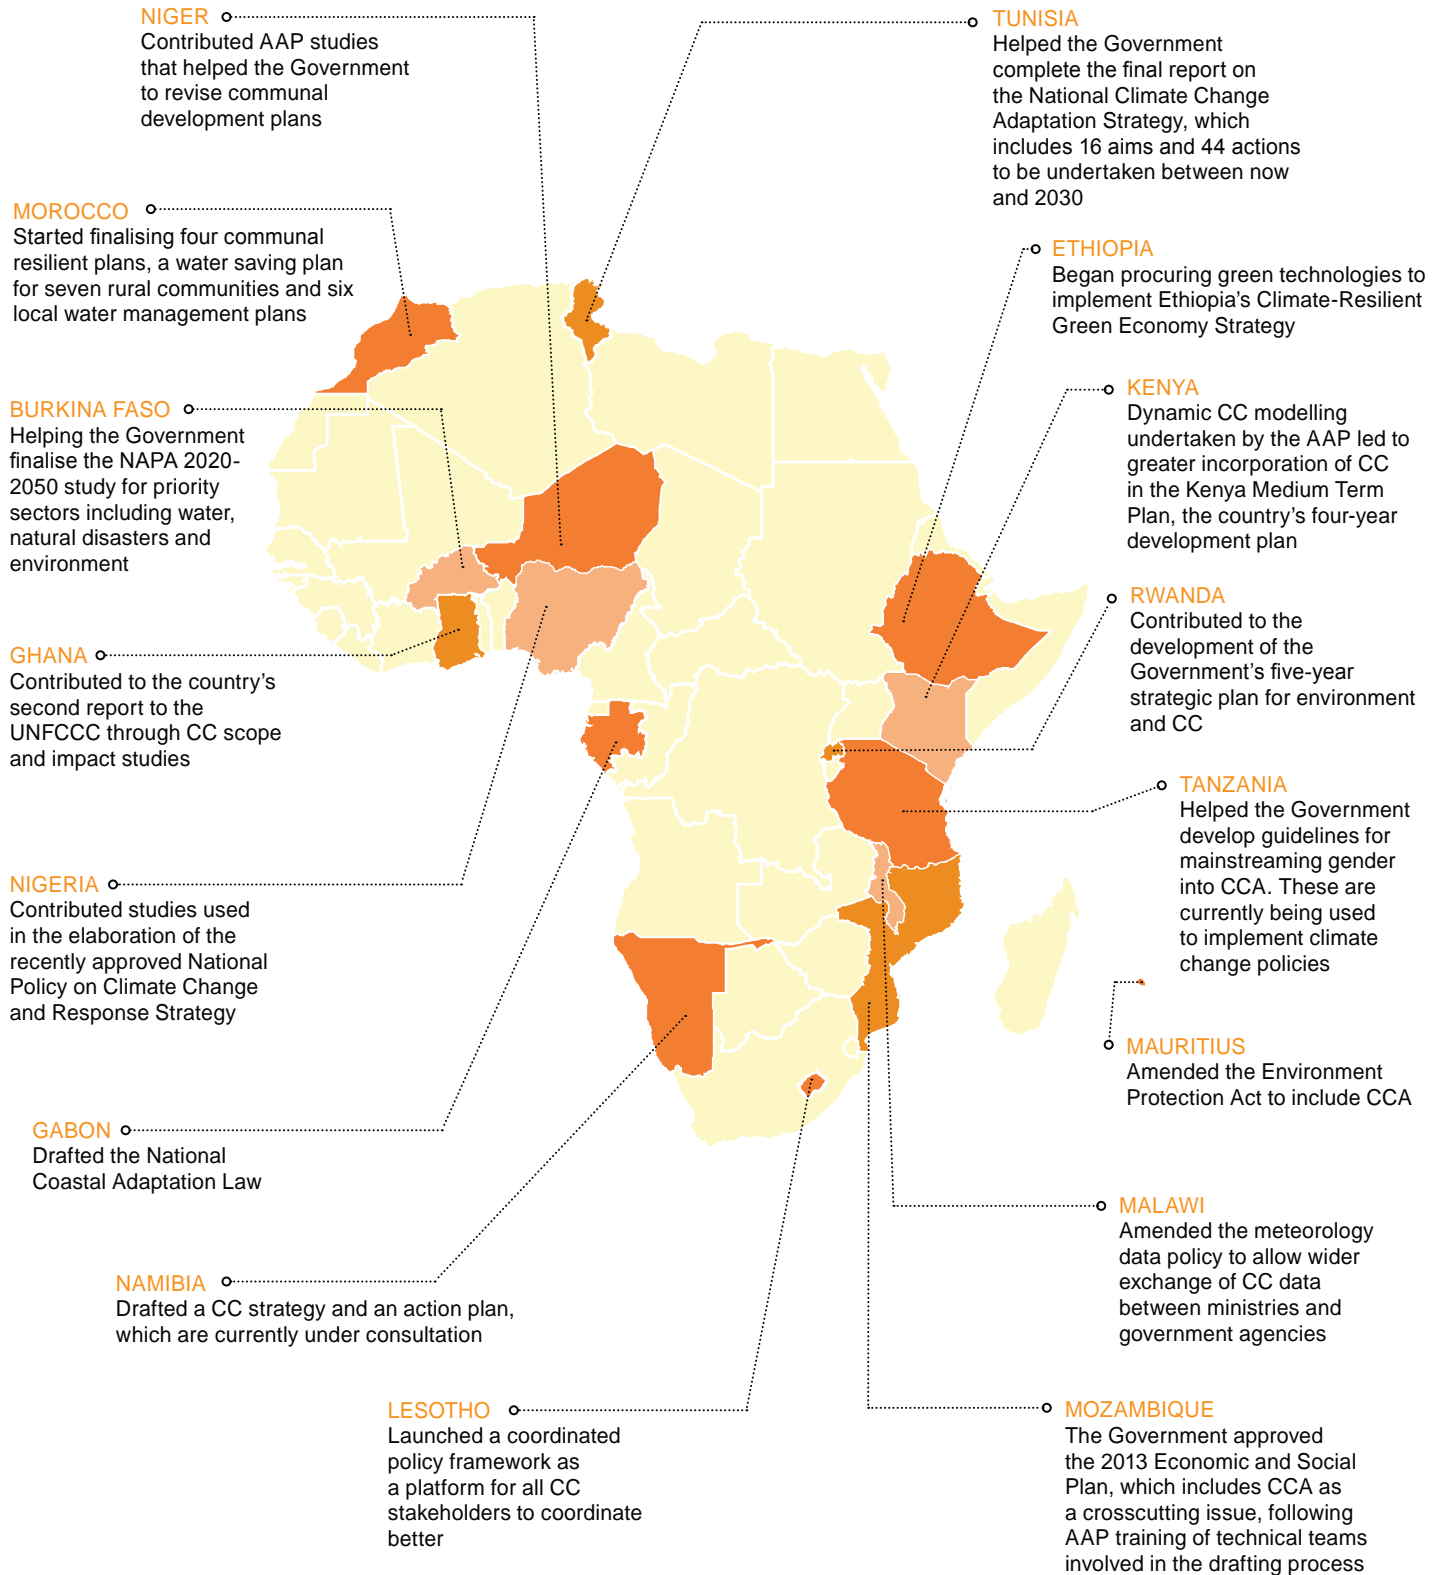 NIGER
Contributed AAP studies
that helped the Government
to revise communal
development plans
TUNISIA
Helped the Government
complete the final report on
the National Climate Change
Adaptation Strategy, which
includes 16 aims and 44 actions
to be undertaken between now
and 2030
MOROCCO
Started finalising four communal
resilient plans, a water saving plan
for seven rural communities and six
local water management plans
ETHIOPIA
Began procuring green technologies to
implement Ethiopia's Climate-Resilient
Green Economy Strategy
BURKINA FASO
Helping the Government
finalise the NAPA 2020-
2050 study for priority
sectors including water,
natural disasters and
environment
KENYA
Dynamic CC modelling
undertaken by the AAP led to
greater incorporation of CC
in the Kenya Medium Term
Plan, the country's four-year
development plan
RWANDA
Contributed to the
development of the
Government's five-year
strategic plan for environment
and CC
GHANA
Contributed to the country's
second report to the
UNFCCC through CC scope
and impact studies
TANZANIA
Helped the Government
develop guidelines for
mainstreaming gender
into CCA. These are
currently being used
to implement climate
change policies
NIGERIA
Contributed studies used
in the elaboration of the
recently approved National
Policy on Climate Change
and Response Strategy
MAURITIUS
Amended the Environment
Protection Act to include CCA
GABON
Drafted the National
Coastal Adaptation Law
MALAWI
Amended the meteorology
data policy to allow wider
exchange of CC data
between ministries and
government agencies
NAMIBIA
Drafted a CC strategy and an action plan,
which are currently under consultation
LESOTHO
Launched a coordinated
policy framework as
a platform for all CC
stakeholders to coordinate
better
MOZAMBIQUE
The Government approved
the 2013 Economic and Social
Plan, which includes CCA as
a crosscutting issue, following
AAP training of technical teams
involved in the drafting process